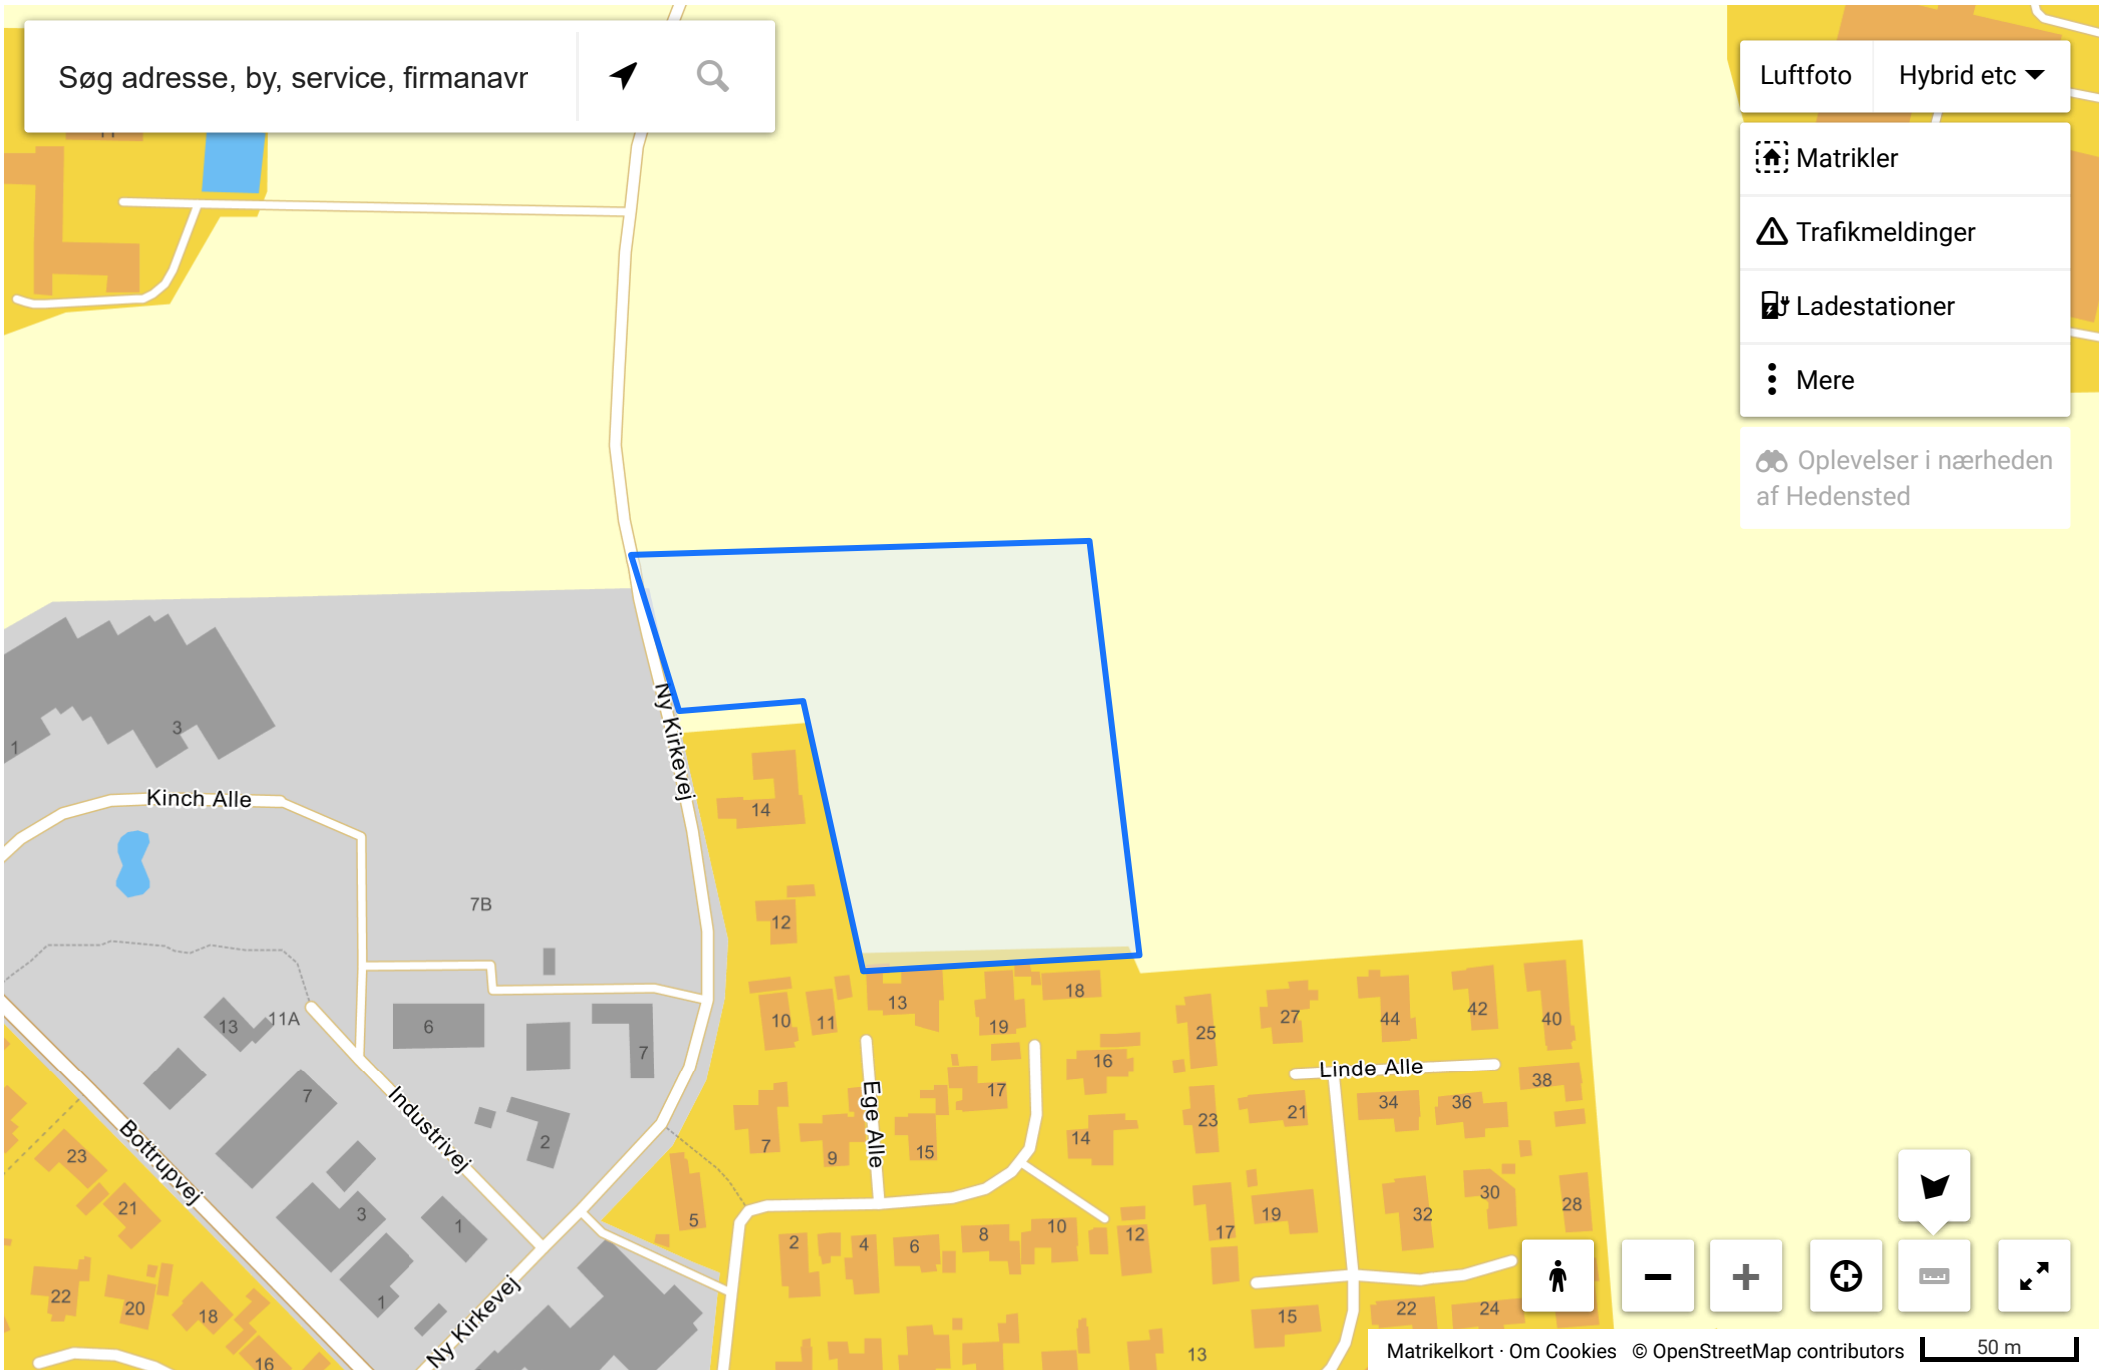 Søg adresse, by, service, firmanavr
Luftfoto
Hybrid etc
Matrikler
Trafikmeldinger
Ladestationer
Mere
Oplevelser i nærheden
af Hedensted
1
3
Kinch Alle
Ny Kirkevej
14
12
7B
10
11
13
19
18
13
11A
6
7
25
27
44
42
40
16
Linde Alle
38
17
7
Industrivej
Ege Alle
34
36
21
23
14
2
7
9
15
Bottrupvej
23
21
3
1
5
2
4
6
8
10
12
17
19
32
30
28
22
20
18
1
Ny Kirkevej
15
22
24
16
13
Matrikelkort · Om Cookies © OpenStreetMap contributors
50 m